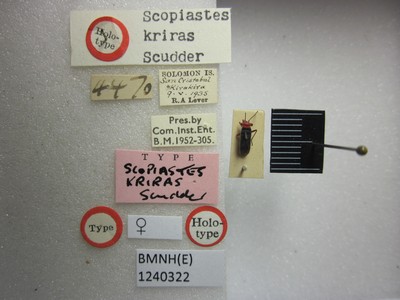 Holo-
type
Scopiastes
kriras
Scudder
4470
SOLOMON IS.
San Cristobal
Kirakira
9. V. 1935
R.A Lever
Pres.by
Com.Inst.Ent.
B.M.1952-305.
TYPE
SCOPIASTES
KRIRAS
Scudder
Type
♀
Holo-
type
BMNH(E)
1240322